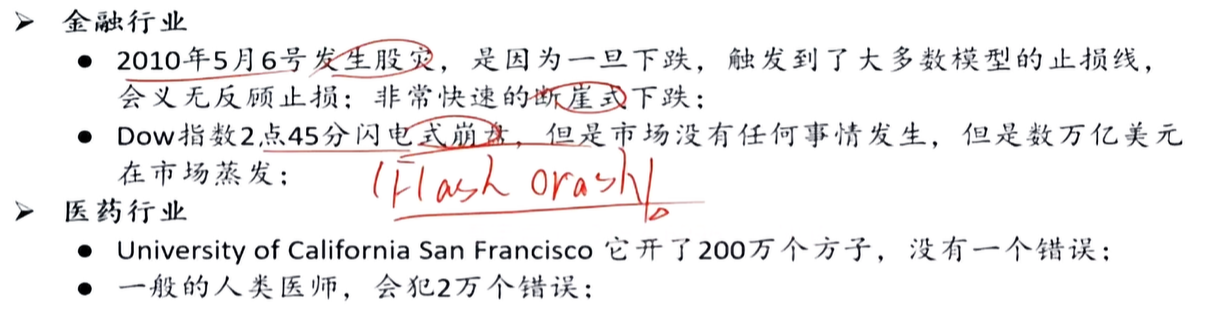 ➢ 金融行业
● 2010年5月6号发生股灾，是因为一旦下跌，触发到了大多数模型的止损线，
会义无反顾止损；非常快速的断崖式下跌；
● Dow指数2点45分闪电式崩盘，但是市场没有任何事情发生，但是数万亿美元
在市场蒸发；
(Flash Crash)
➢ 医药行业
● University of California San Francisco 它开了200万个方子，没有一个错误；
● 一般的人类医师，会犯2万个错误；